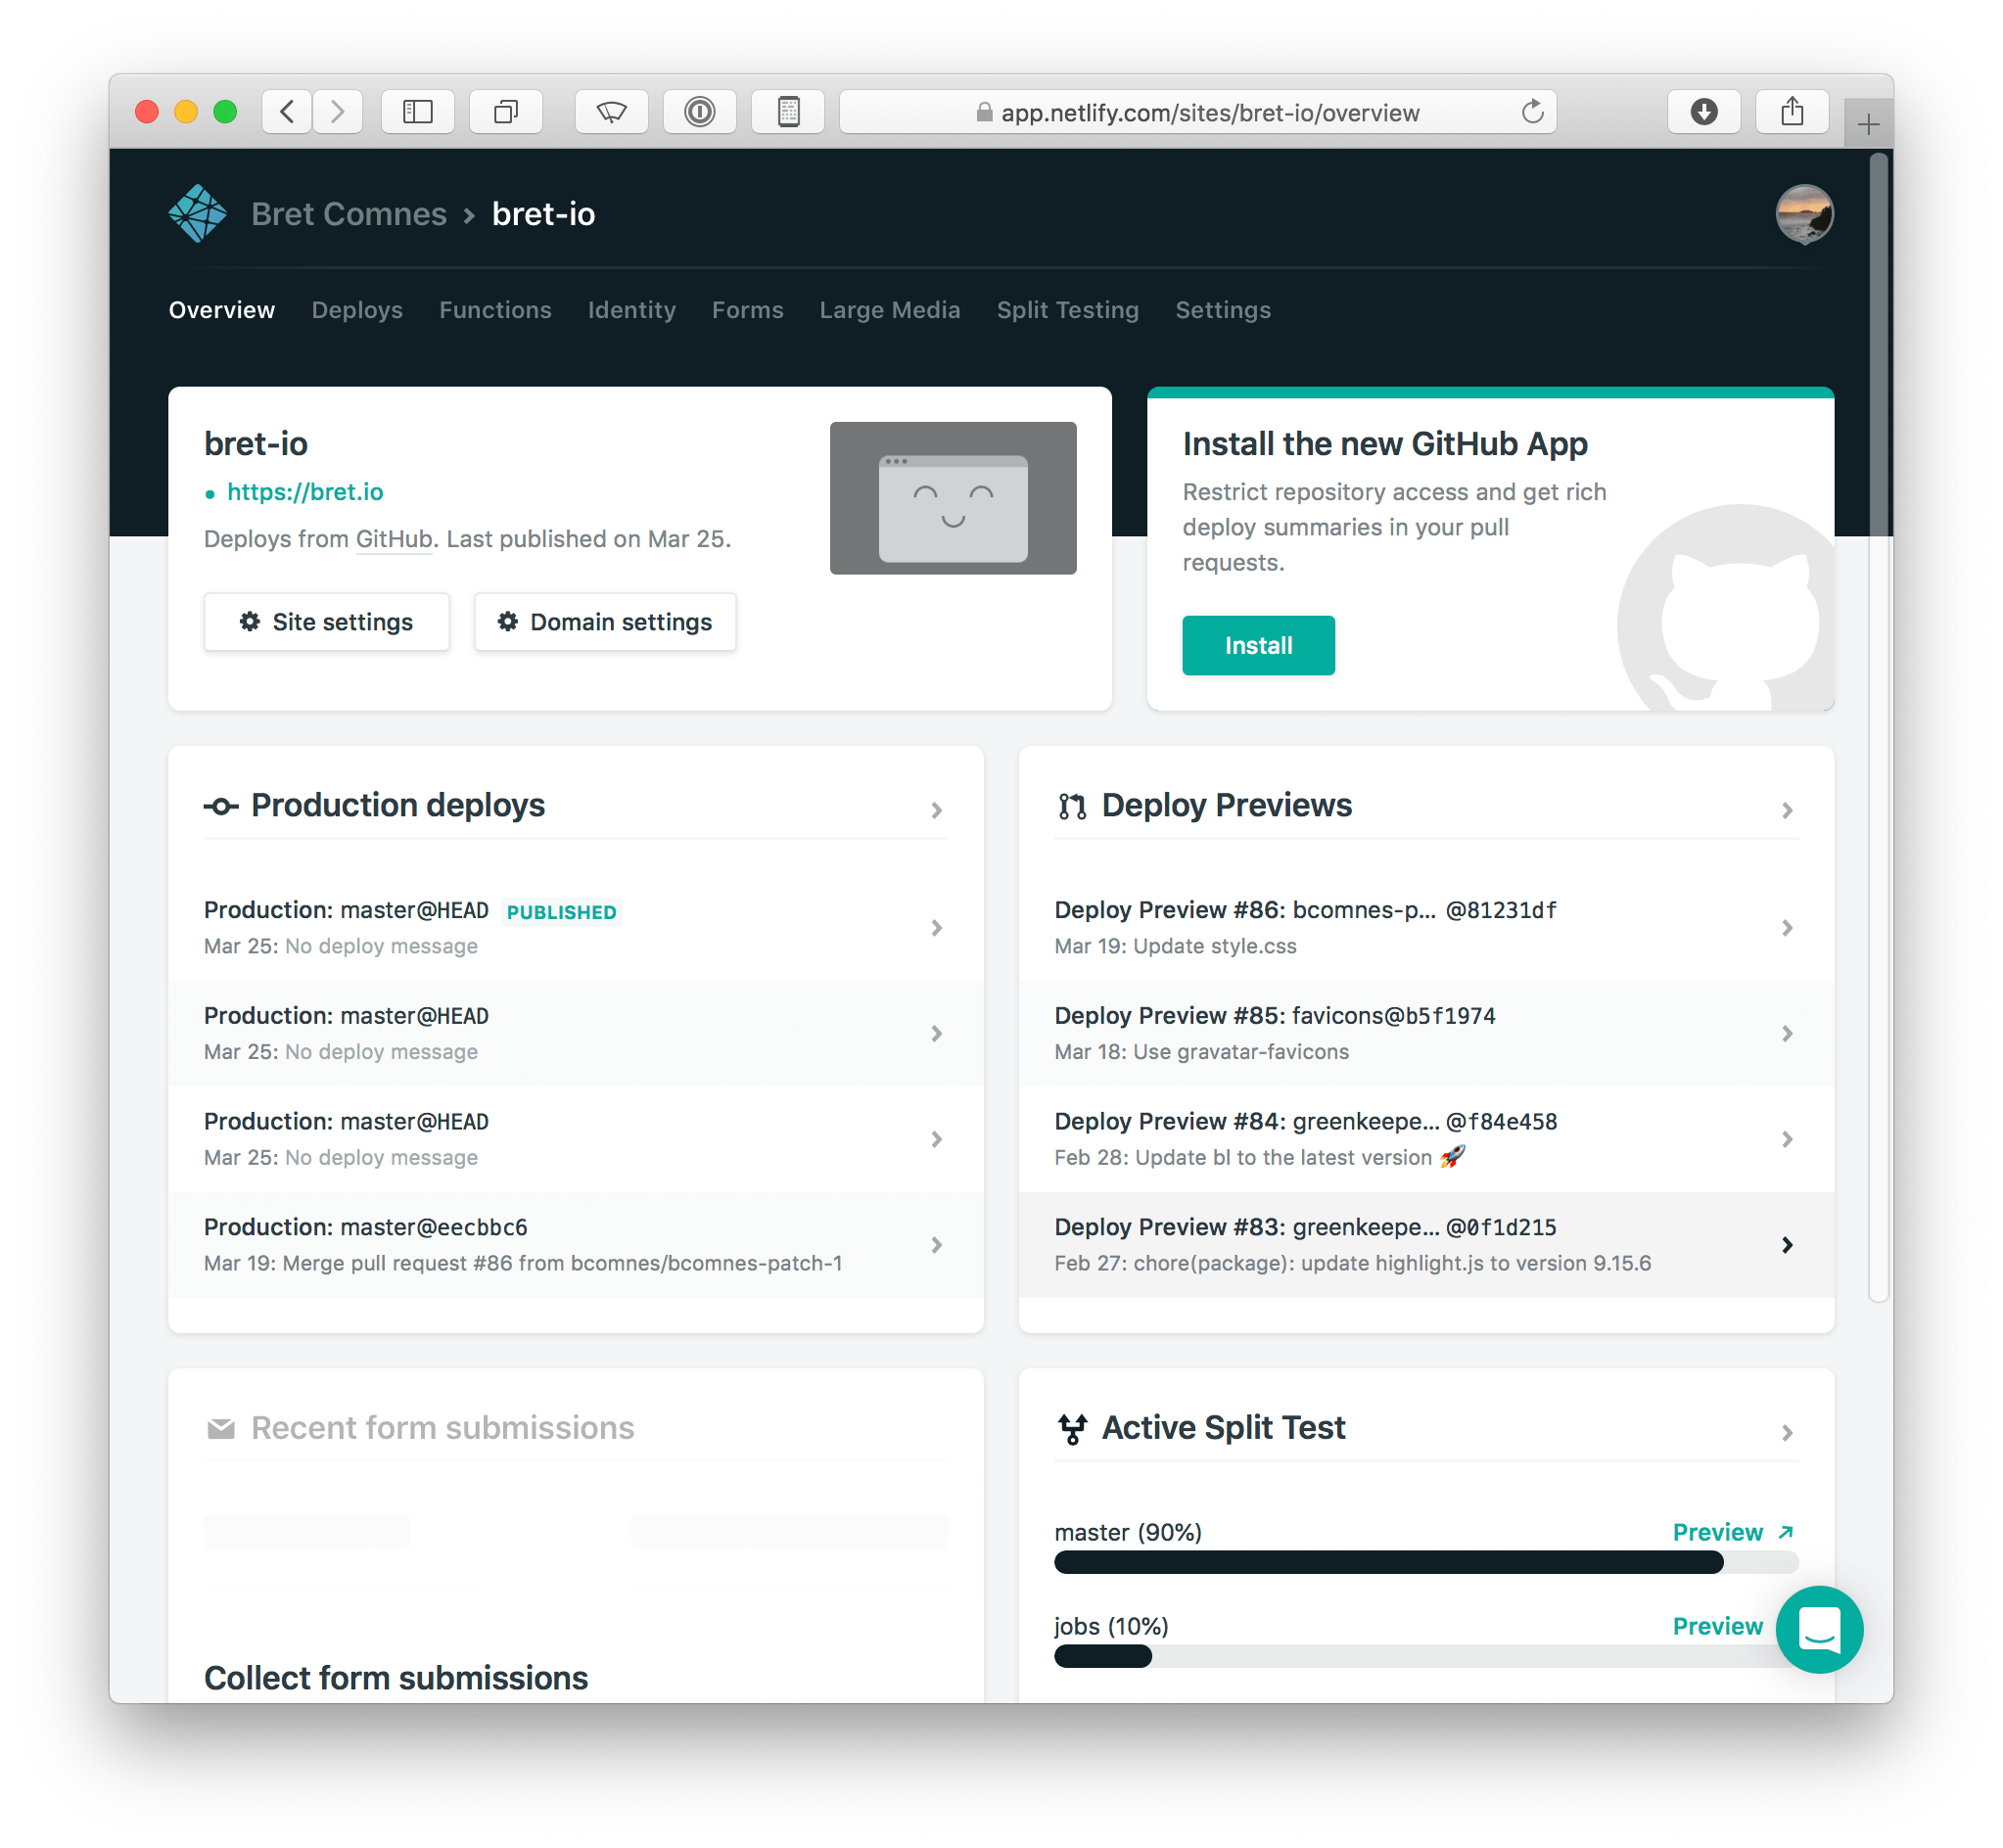 app.netlify.com/sites/bret-io/overview
Bret Comnes › bret-io
Overview Deploys Functions Identity Forms Large Media Split Testing Settings
bret-io
https://bret.io
Deploys from GitHub. Last published on Mar 25.
Site settings
Domain settings
Install the new GitHub App
Restrict repository access and get rich
deploy summaries in your pull
requests.
Install
Production deploys
Production: master@HEAD PUBLISHED
Mar 25: No deploy message
Production: master@HEAD
Mar 25: No deploy message
Production: master@HEAD
Mar 25: No deploy message
Production: master@eecbbc6
Mar 19: Merge pull request #86 from bcomnes/bcomnes-patch-1
Deploy Previews
Deploy Preview #86: bcomnes-p… @81231df
Mar 19: Update style.css
Deploy Preview #85: favicons@b5f1974
Mar 18: Use gravatar-favicons
Deploy Preview #84: greenkeepe… @f84e458
Feb 28: Update bl to the latest version 🚀
Deploy Preview #83: greenkeepe… @0f1d215
Feb 27: chore(package): update highlight.js to version 9.15.6
Recent form submissions
Collect form submissions
Active Split Test
master (90%) Preview
jobs (10%) Preview